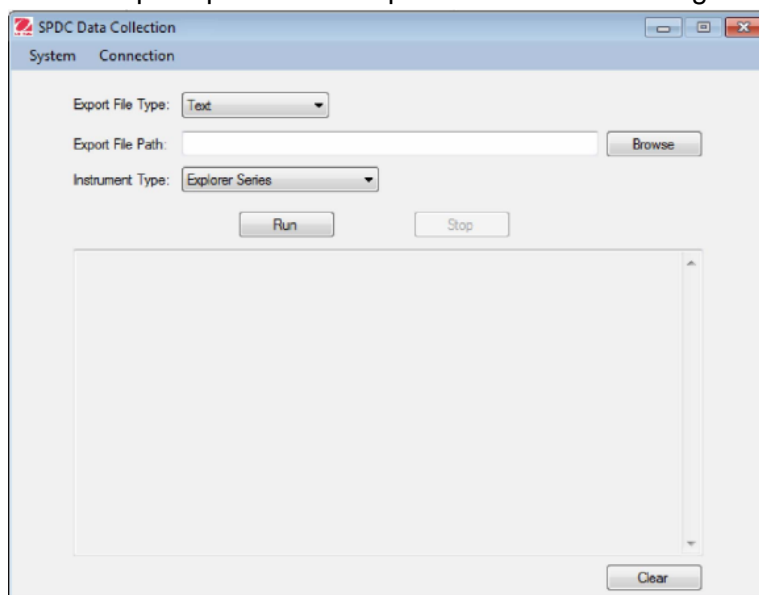 SPDC Data Collection
System Connection
Export File Type: Text
Export File Path: Browse
Instrument Type: Explorer Series
Run Stop
Clear